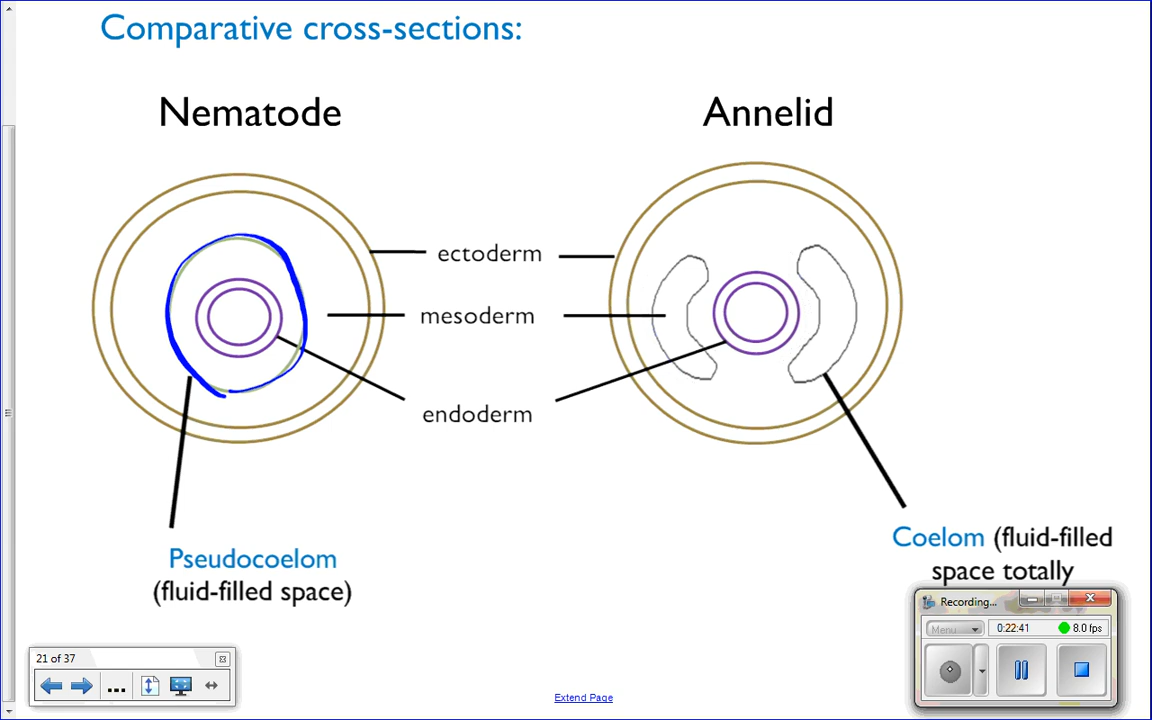 Comparative cross-sections:
Nematode
Annelid
ectoderm
mesoderm
endoderm
Pseudocoelom
(fluid-filled space)
Coelom (fluid-filled
space totally
Recording...
Menu
0:22:41
8.0 fps
21 of 37
...
Extend Page